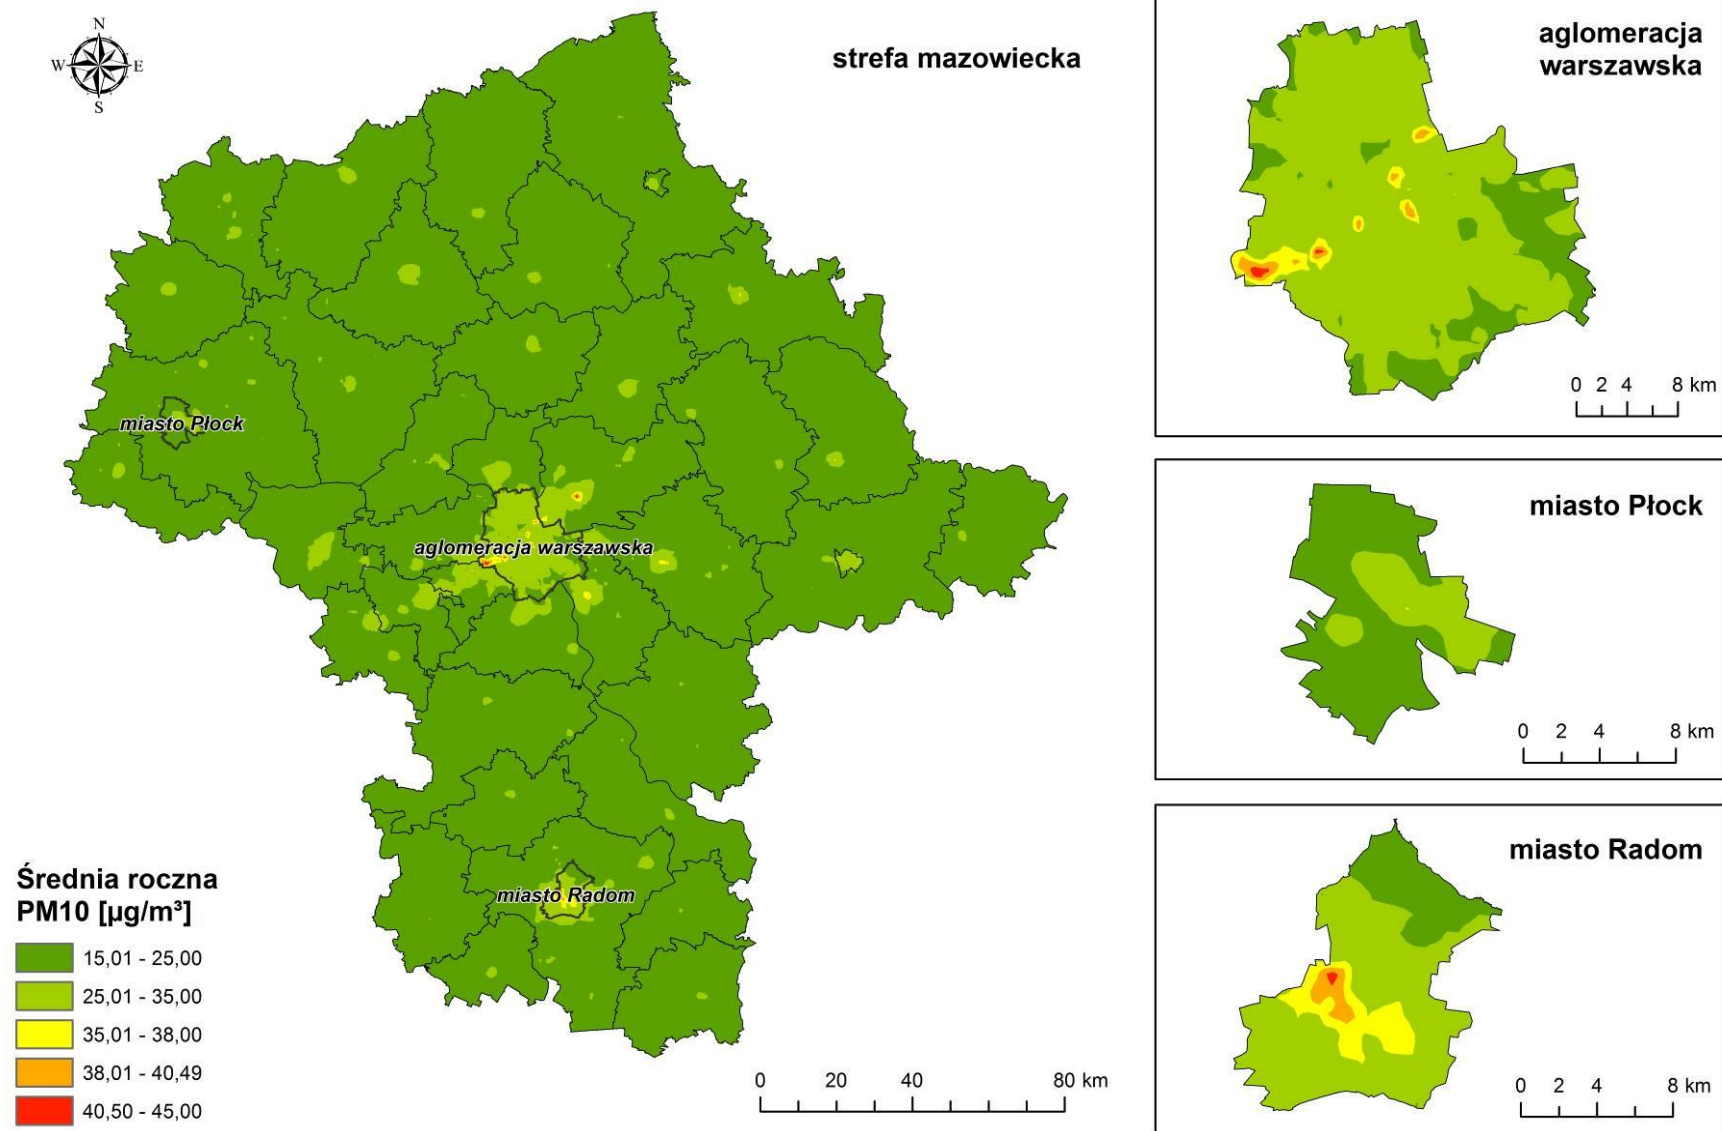 N
W E
S
strefa mazowiecka
miasto Płock
aglomeracja warszawska
miasto Radom
Średnia roczna
PM10 [µg/m³]
15,01 - 25,00
25,01 - 35,00
35,01 - 38,00
38,01 - 40,49
40,50 - 45,00
0 20 40 80 km
aglomeracja
warszawska
0 2 4 8 km
miasto Płock
0 2 4 8 km
miasto Radom
0 2 4 8 km